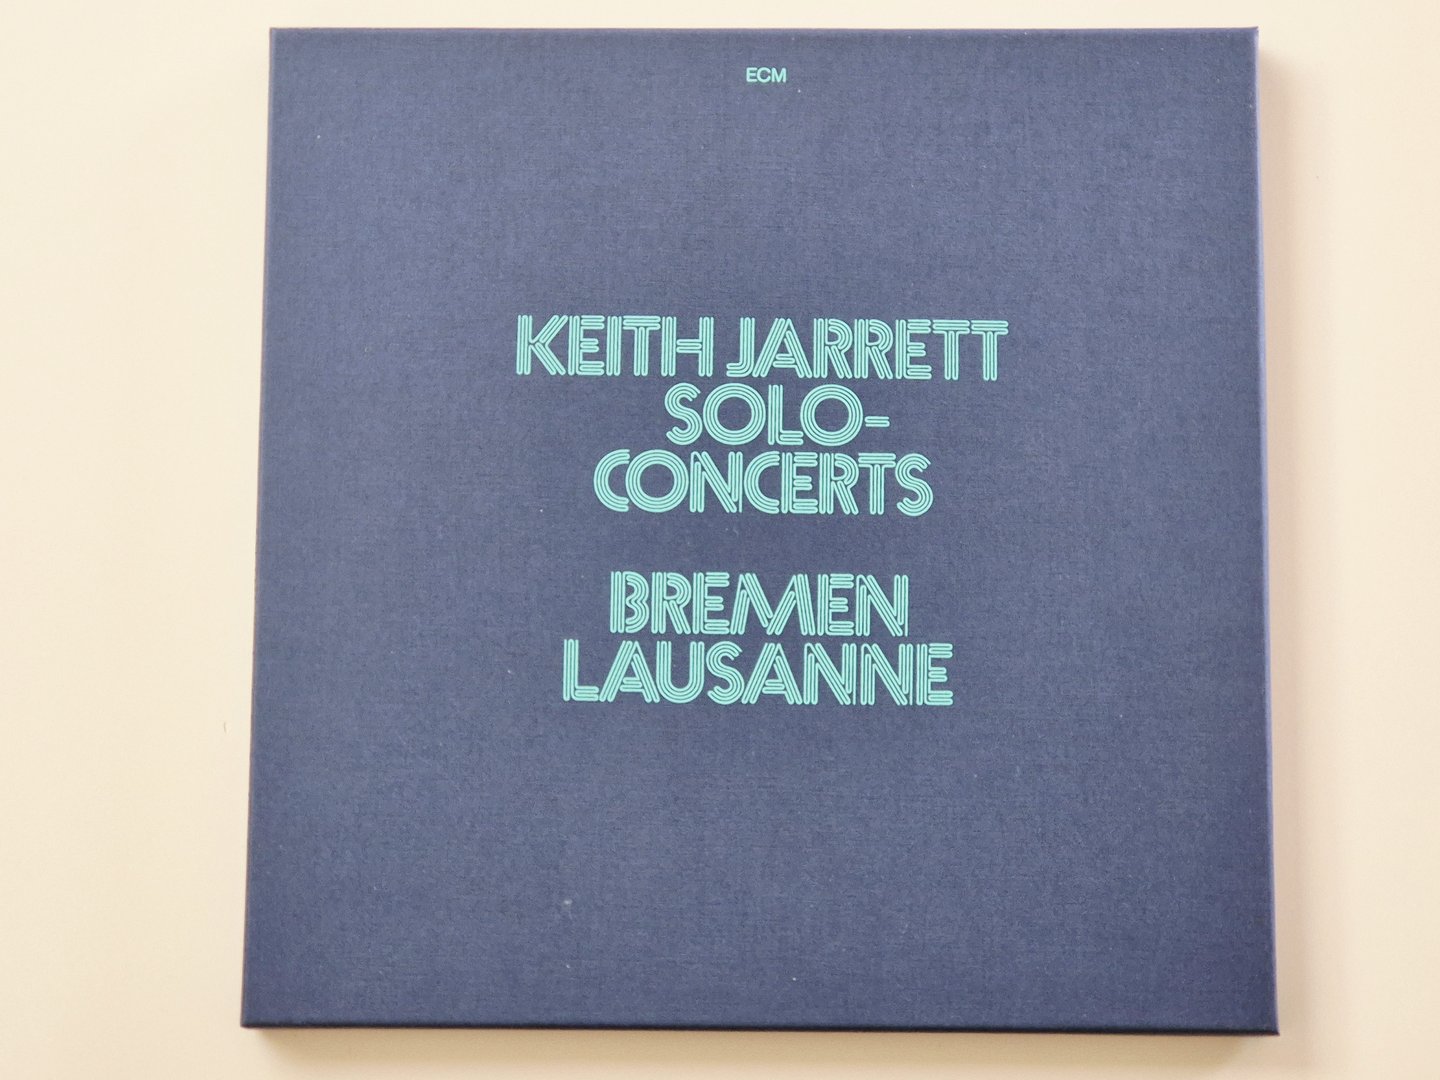 ECM
KEITH JARRETT
SOLO-
CONCERTS
BREMEN
LAUSANNE